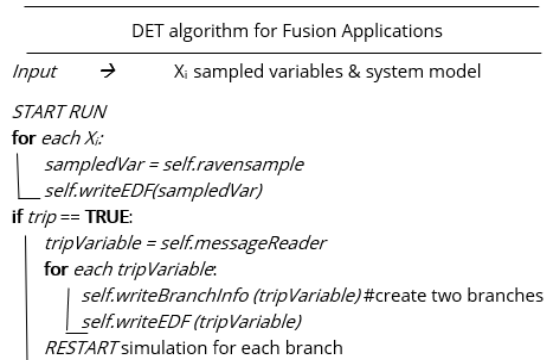 DET algorithm for Fusion Applications
Input → Xᵢ sampled variables & system model
START RUN
for each Xᵢ:
sampledVar = self.ravensample
self.writeEDF(sampledVar)
if trip == TRUE:
tripVariable = self.messageReader
for each tripVariable:
self.writeBranchInfo (tripVariable) #create two branches
self.writeEDF (tripVariable)
RESTART simulation for each branch